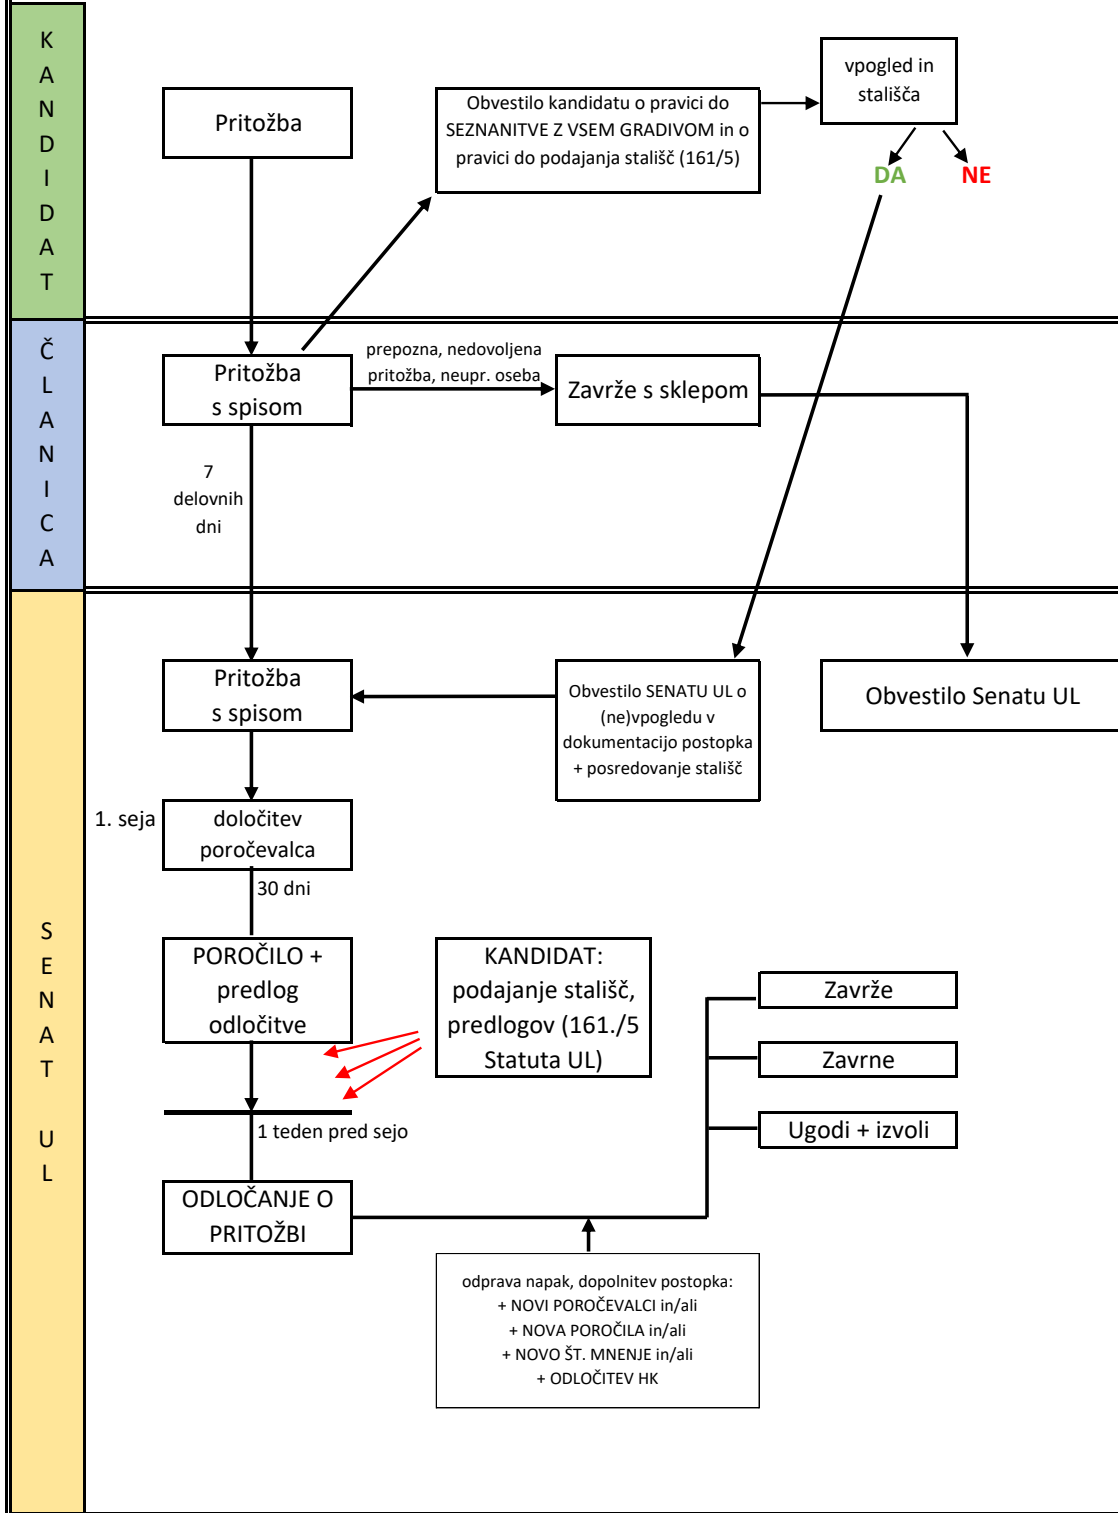 K
A
N
D
I
D
A
T
Pritožba
Obvestilo kandidatu o pravici do
SEZNANITVE Z VSEM GRADIVOM in o
pravici do podajanja stališč (161/5)
vpogled in
stališča
DA
NE
Č
L
A
N
I
C
A
Pritožba
s spisom
prepozna, nedovoljena
pritožba, neupr. oseba
Zavrže s sklepom
7
delovnih
dni
S
E
N
A
T
U
L
Pritožba
s spisom
Obvestilo SENATU UL o
(ne)vpogledu v
dokumentacijo postopka
+ posredovanje stališč
Obvestilo Senatu UL
1. seja
določitev
poročevalca
30 dni
POROČILO +
predlog
odločitve
KANDIDAT:
podajanje stališč,
predlogov (161./5
Statuta UL)
Zavrže
Zavrne
Ugodi + izvoli
1 teden pred sejo
ODLOČANJE O
PRITOŽBI
odprava napak, dopolnitev postopka:
+ NOVI POROČEVALCI in/ali
+ NOVA POROČILA in/ali
+ NOVO ŠT. MNENJE in/ali
+ ODLOČITEV HK